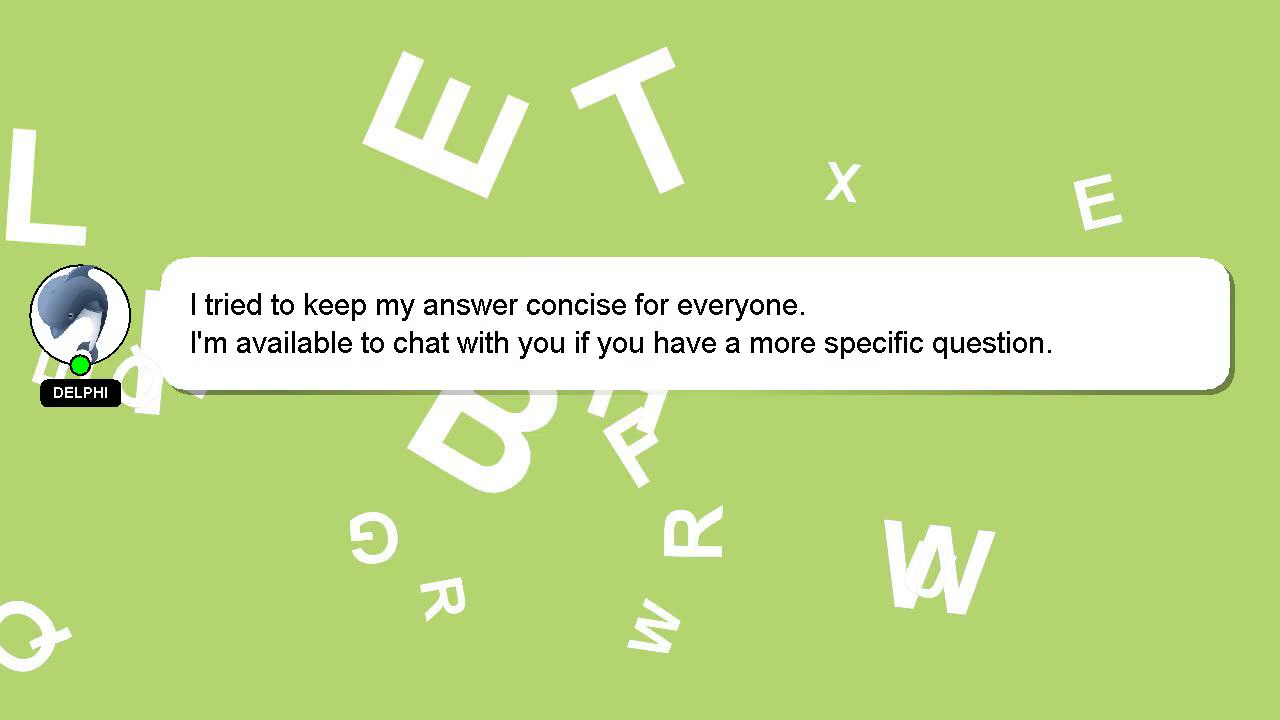 E
T
L
X
E
I tried to keep my answer concise for everyone.
I'm available to chat with you if you have a more specific question.
DELPHI
B
F
G
R
R
W
W
U
Q